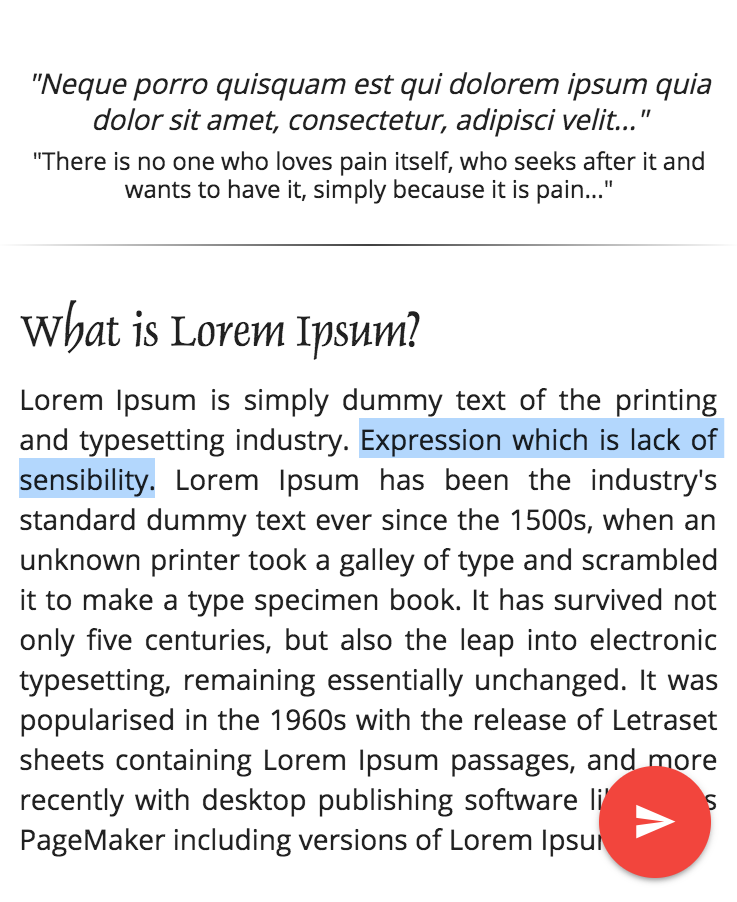 "Neque porro quisquam est qui dolorem ipsum quia
dolor sit amet, consectetur, adipisci velit..."
"There is no one who loves pain itself, who seeks after it and
wants to have it, simply because it is pain..."
What is Lorem Ipsum?
Lorem Ipsum is simply dummy text of the printing
and typesetting industry. Expression which is lack of
sensibility. Lorem Ipsum has been the industry's
standard dummy text ever since the 1500s, when an
unknown printer took a galley of type and scrambled
it to make a type specimen book. It has survived not
only five centuries, but also the leap into electronic
typesetting, remaining essentially unchanged. It was
popularised in the 1960s with the release of Letraset
sheets containing Lorem Ipsum passages, and more
recently with desktop publishing software
PageMaker including versions of Lorem